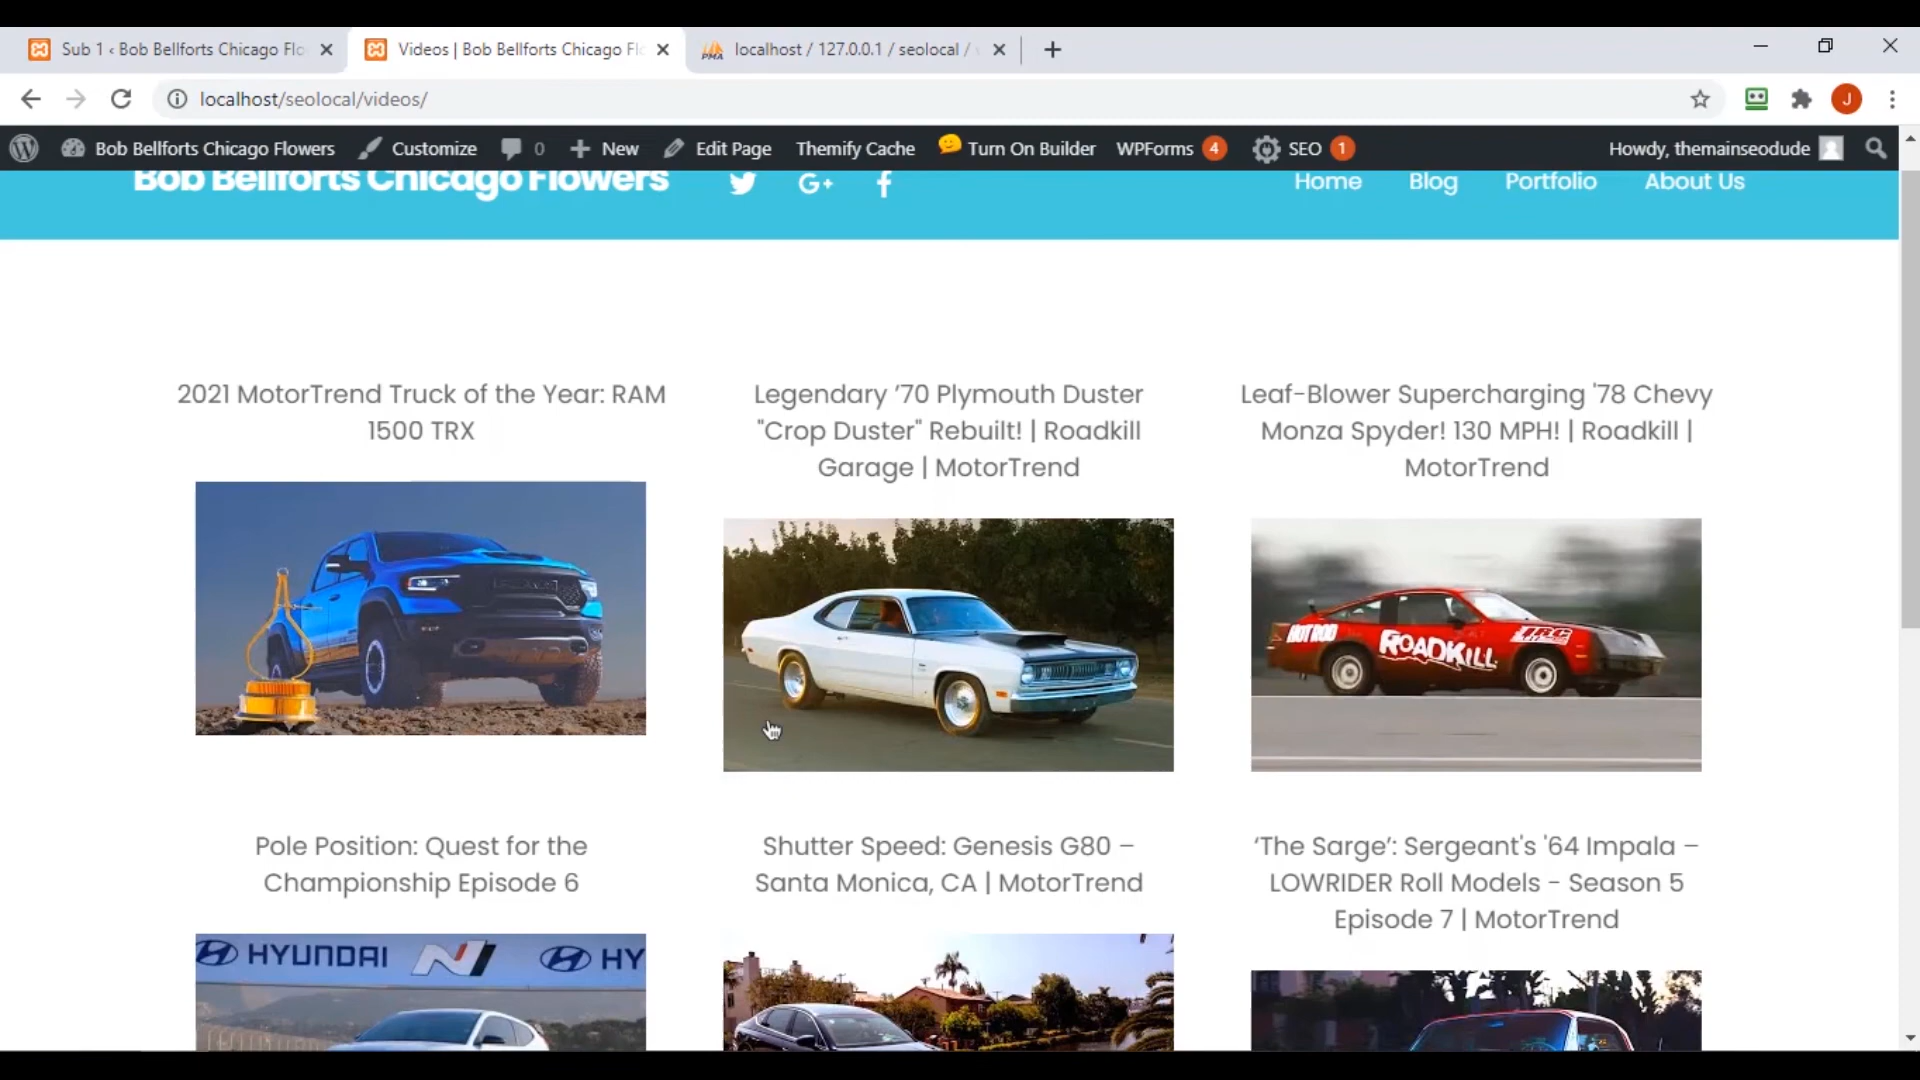 Sub 1 ‹ Bob Bellforts Chicago Flo
Videos | Bob Bellforts Chicago Flo
PMA localhost / 127.0.0.1 / seolocal /
localhost/seolocal/videos/
J
Bob Bellforts Chicago Flowers
Customize
0
New
Edit Page
Themify Cache
Turn On Builder
WPForms 4
SEO 1
Howdy, themainseodude
Bob Bellforts Chicago Flowers
G+
Home
Blog
Portfolio
About Us
2021 MotorTrend Truck of the Year: RAM
1500 TRX
Legendary ’70 Plymouth Duster
"Crop Duster" Rebuilt! | Roadkill
Garage | MotorTrend
Leaf-Blower Supercharging '78 Chevy
Monza Spyder! 130 MPH! | Roadkill |
MotorTrend
HOT ROD
ROADKILL
Pole Position: Quest for the
Championship Episode 6
Shutter Speed: Genesis G80 –
Santa Monica, CA | MotorTrend
‘The Sarge’: Sergeant's '64 Impala –
LOWRIDER Roll Models - Season 5
Episode 7 | MotorTrend
HYUNDAI N HY